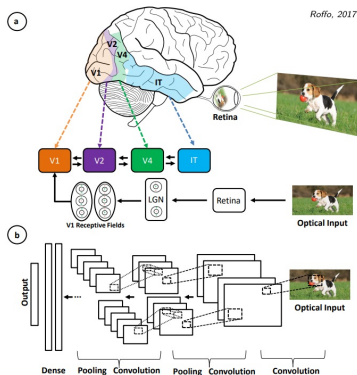 Roffo, 2017
a
V2
V4
V1
IT
Retina
V1
V2
V4
IT
LGN
Retina
V1 Receptive Fields
Optical Input
b
Output
Optical Input
...
Dense
Pooling
Convolution
Pooling
Convolution
Convolution